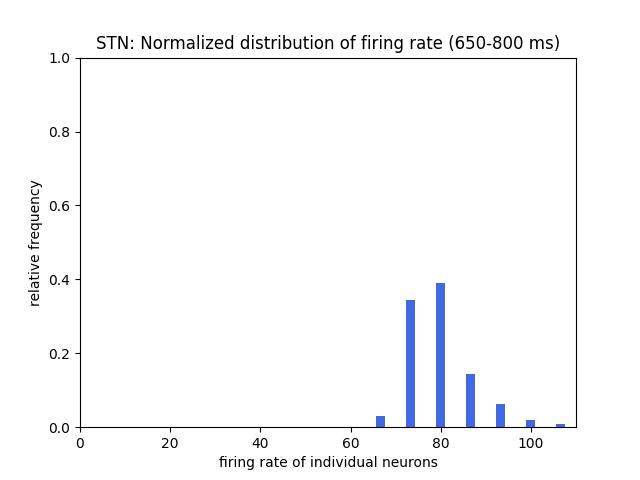 STN: Normalized distribution of firing rate (650-800 ms)
1.0
0.8
0.6
0.4
0.2
0.0
relative frequency
0 20 40 60 80 100
firing rate of individual neurons